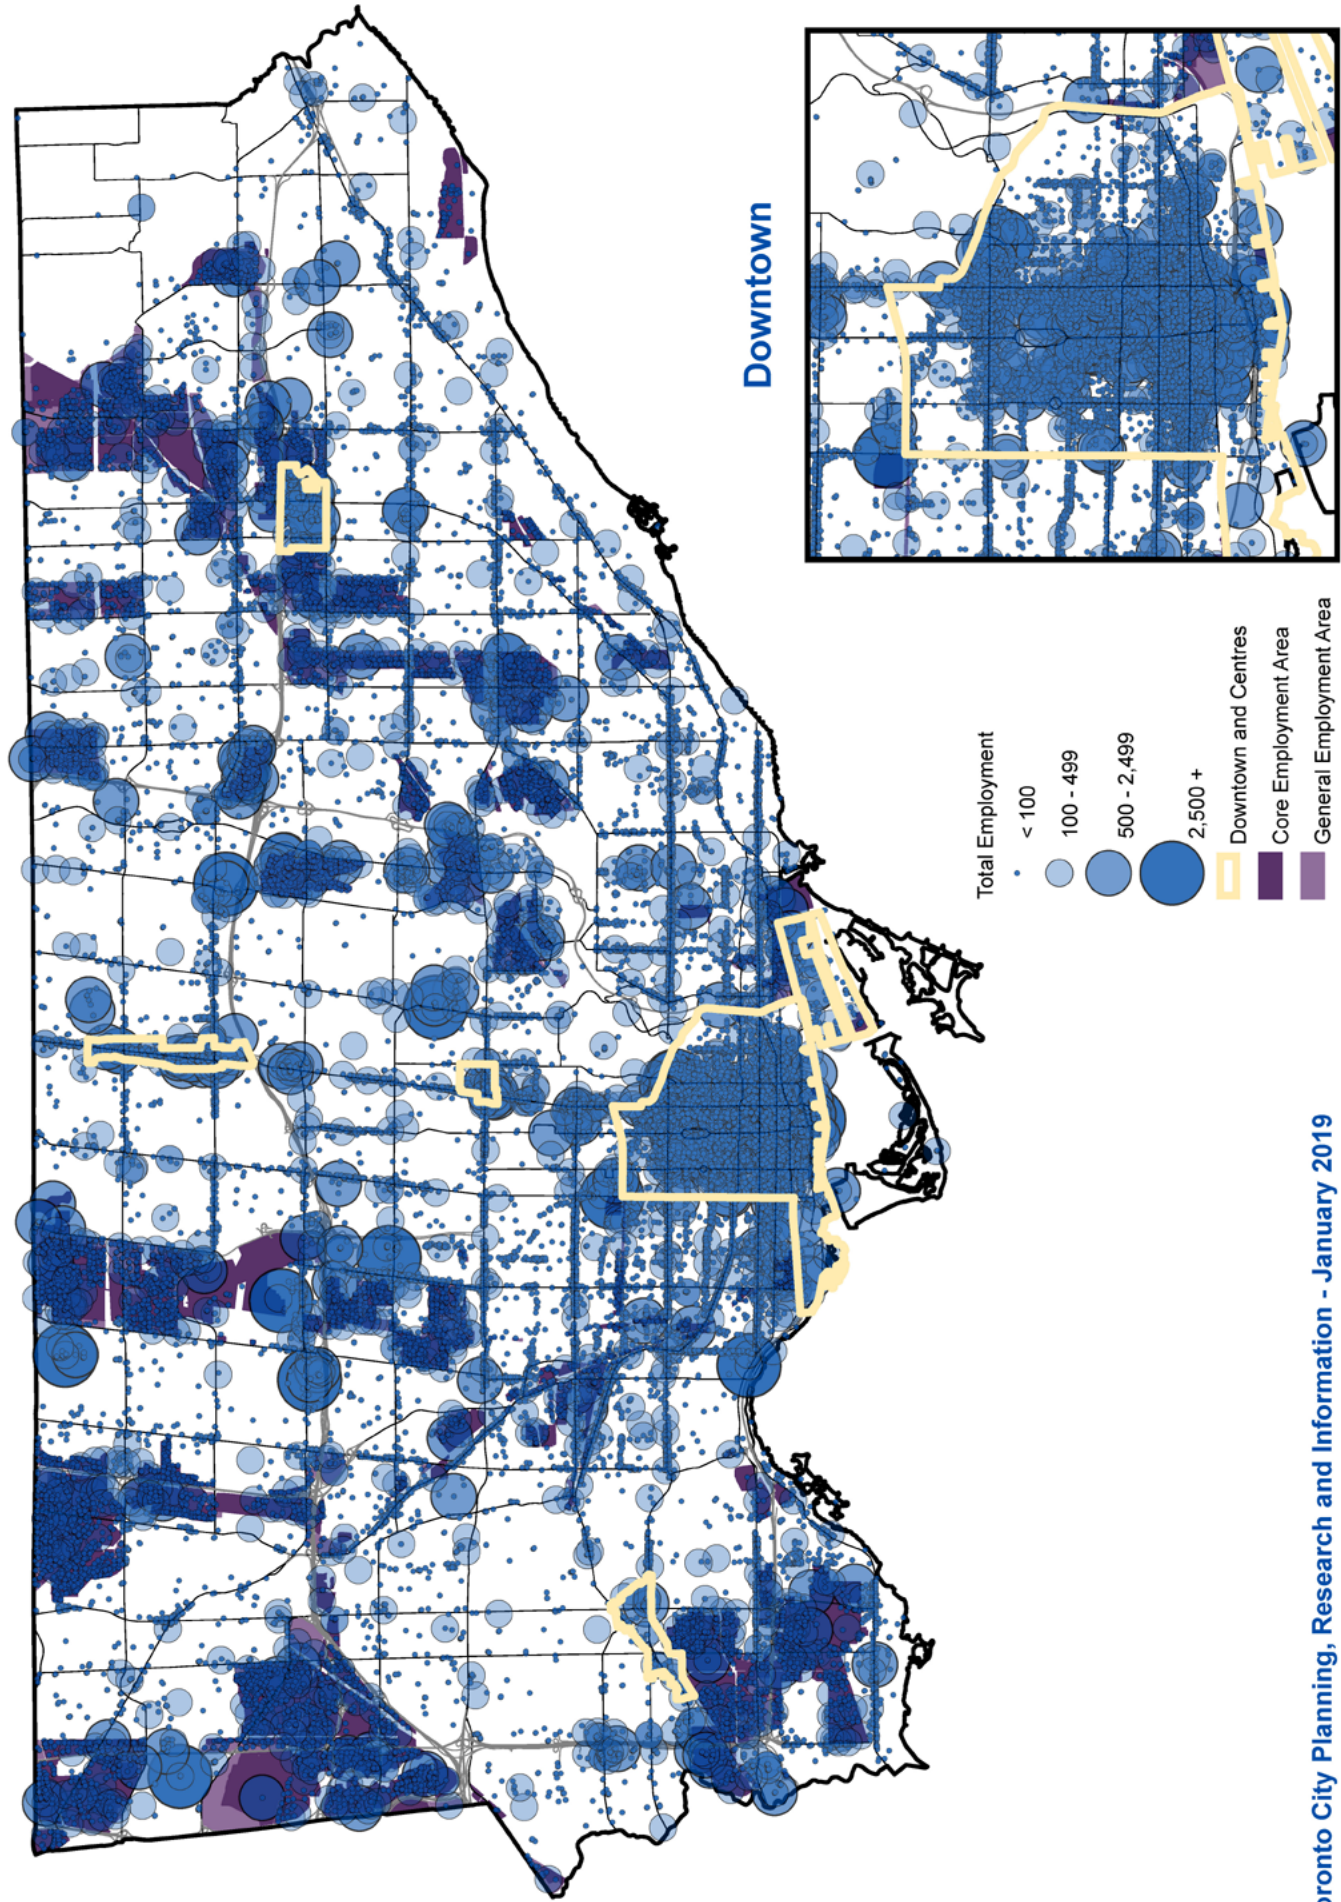 Downtown
Total Employment
< 100
100 - 499
500 - 2,499
2,500 +
Downtown and Centres
Core Employment Area
General Employment Area
City Planning, Research and Information - January 2019